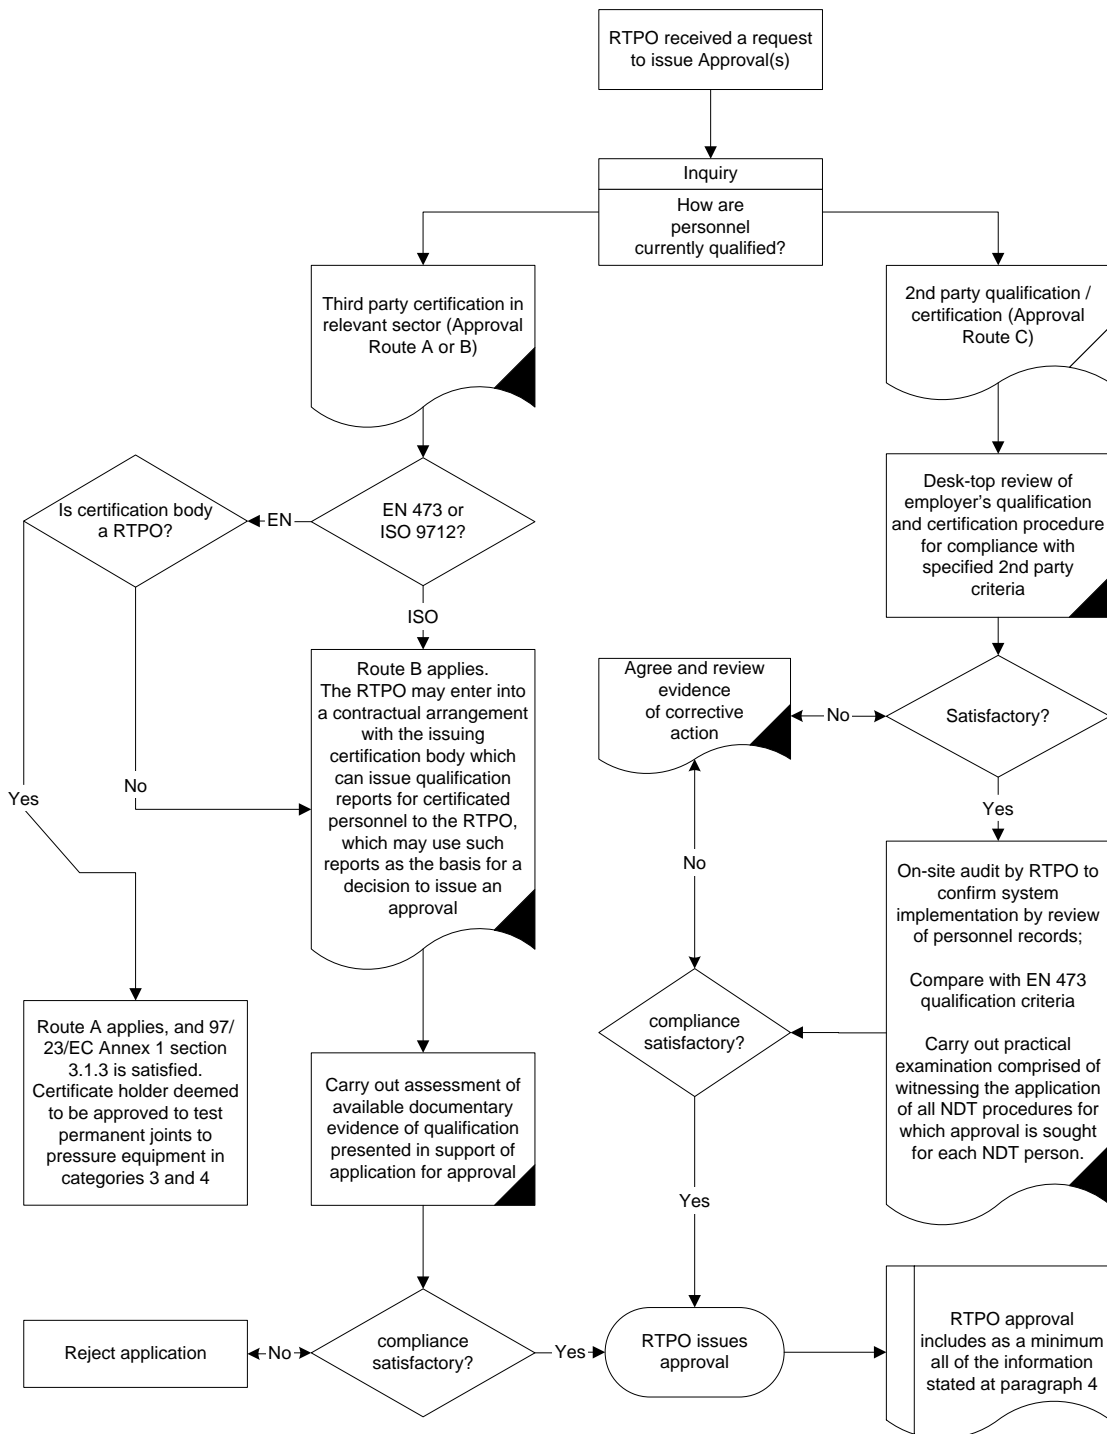 RTPO received a request
to issue Approval(s)
Inquiry
How are
personnel
currently qualified?
Third party certification in
relevant sector (Approval
Route A or B)
2nd party qualification /
certification (Approval
Route C)
Is certification body
a RTPO?
EN
EN 473 or
ISO 9712?
Desk-top review of
employer's qualification
and certification procedure
for compliance with
specified 2nd party
criteria
ISO
Route B applies.
The RTPO may enter into
a contractual arrangement
with the issuing
certification body which
can issue qualification
reports for certificated
personnel to the RTPO,
which may use such
reports as the basis for a
decision to issue an
approval
Agree and review
evidence
of corrective
action
No
Satisfactory?
Yes
No
Yes
No
On-site audit by RTPO to
confirm system
implementation by review
of personnel records;
Compare with EN 473
qualification criteria
Carry out practical
examination comprised of
witnessing the application
of all NDT procedures for
which approval is sought
for each NDT person.
compliance
satisfactory?
Route A applies, and 97/
23/EC Annex 1 section
3.1.3 is satisfied.
Certificate holder deemed
to be approved to test
permanent joints to
pressure equipment in
categories 3 and 4
Carry out assessment of
available documentary
evidence of qualification
presented in support of
application for approval
Yes
Reject application
No
compliance
satisfactory?
Yes
RTPO issues
approval
RTPO approval
includes as a minimum
all of the information
stated at paragraph 4